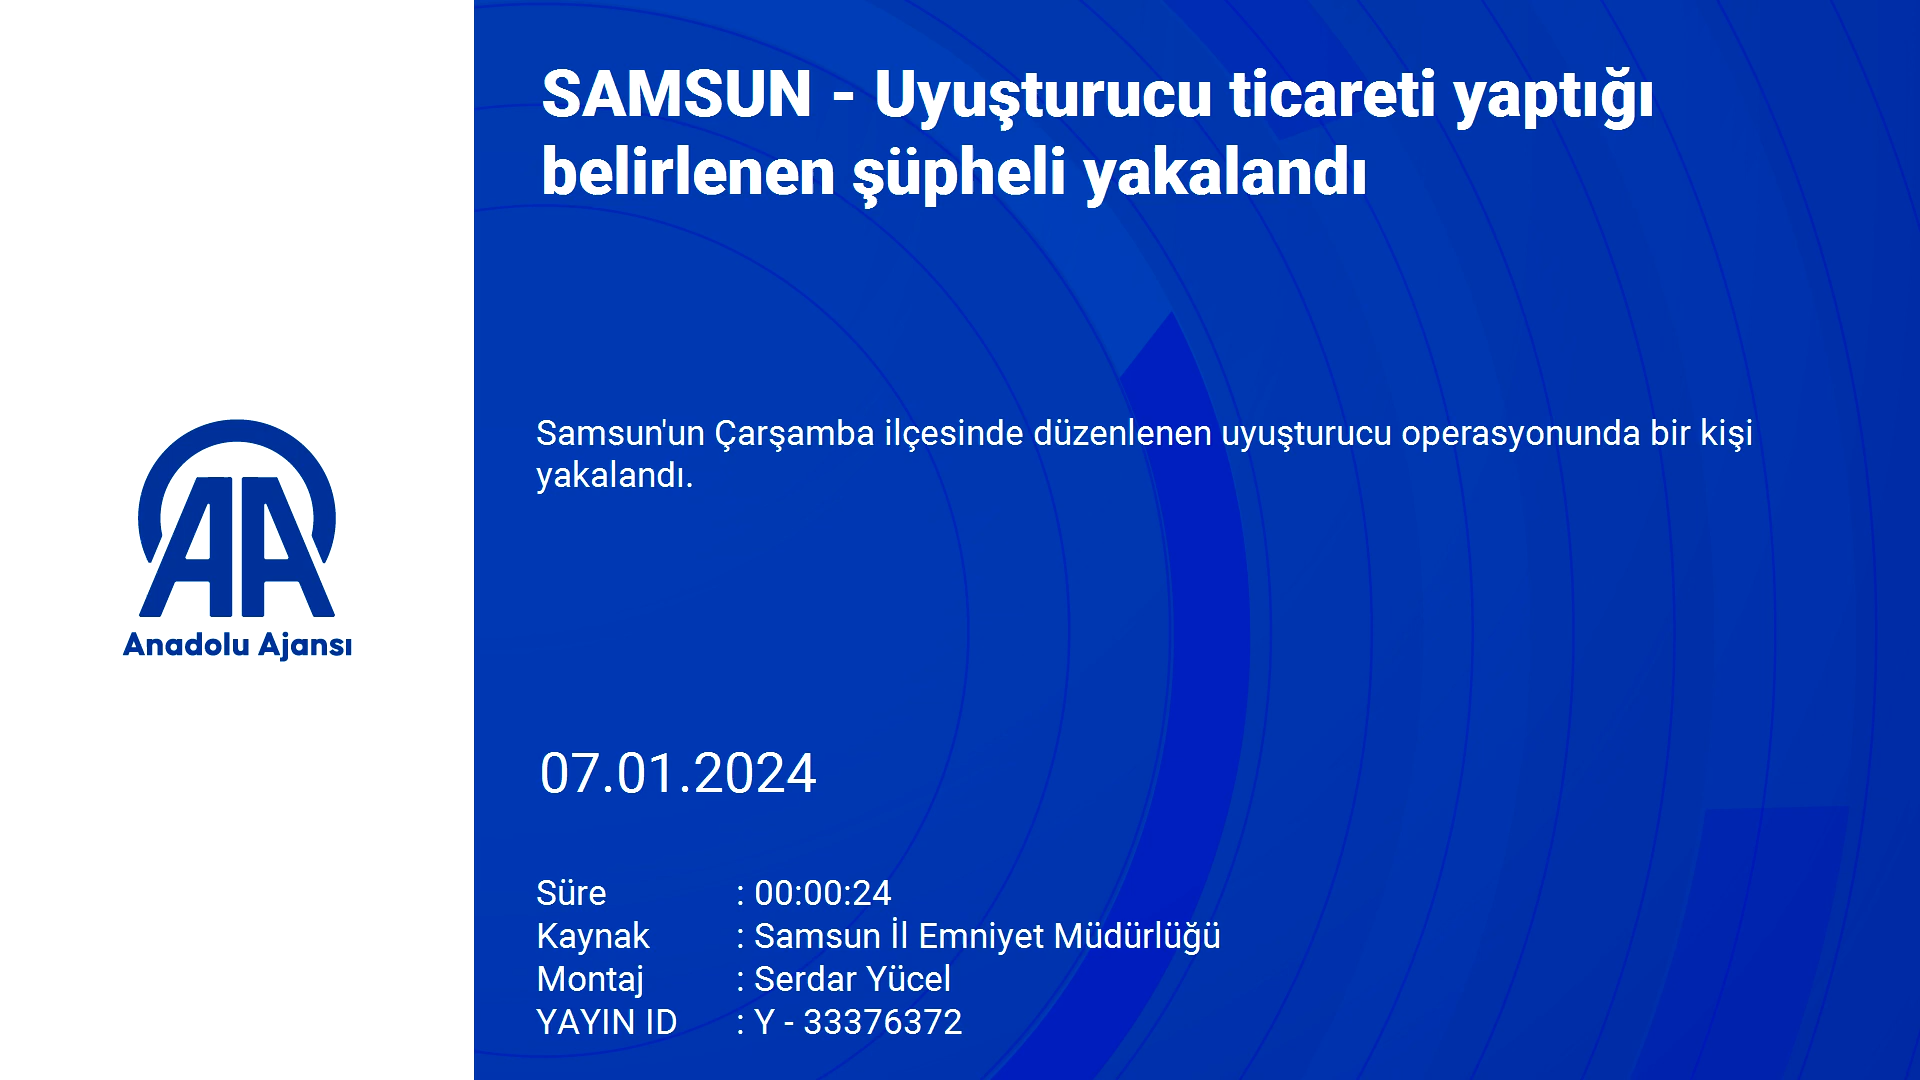 SAMSUN - Uyuşturucu ticareti yaptığı
belirlenen şüpheli yakalandı
Samsun'un Çarşamba ilçesinde düzenlenen uyuşturucu operasyonunda bir kişi
yakalandı.
AA
Anadolu Ajansı
07.01.2024
Süre : 00:00:24
Kaynak : Samsun İl Emniyet Müdürlüğü
Montaj : Serdar Yücel
YAYIN ID : Y - 33376372